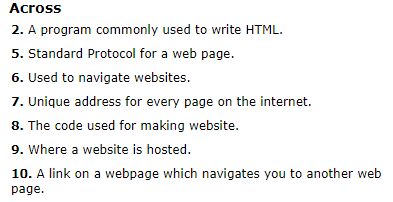 Across
2. A program commonly used to write HTML.
5. Standard Protocol for a web page.
6. Used to navigate websites.
7. Unique address for every page on the internet.
8. The code used for making website.
9. Where a website is hosted.
10. A link on a webpage which navigates you to another web
page.